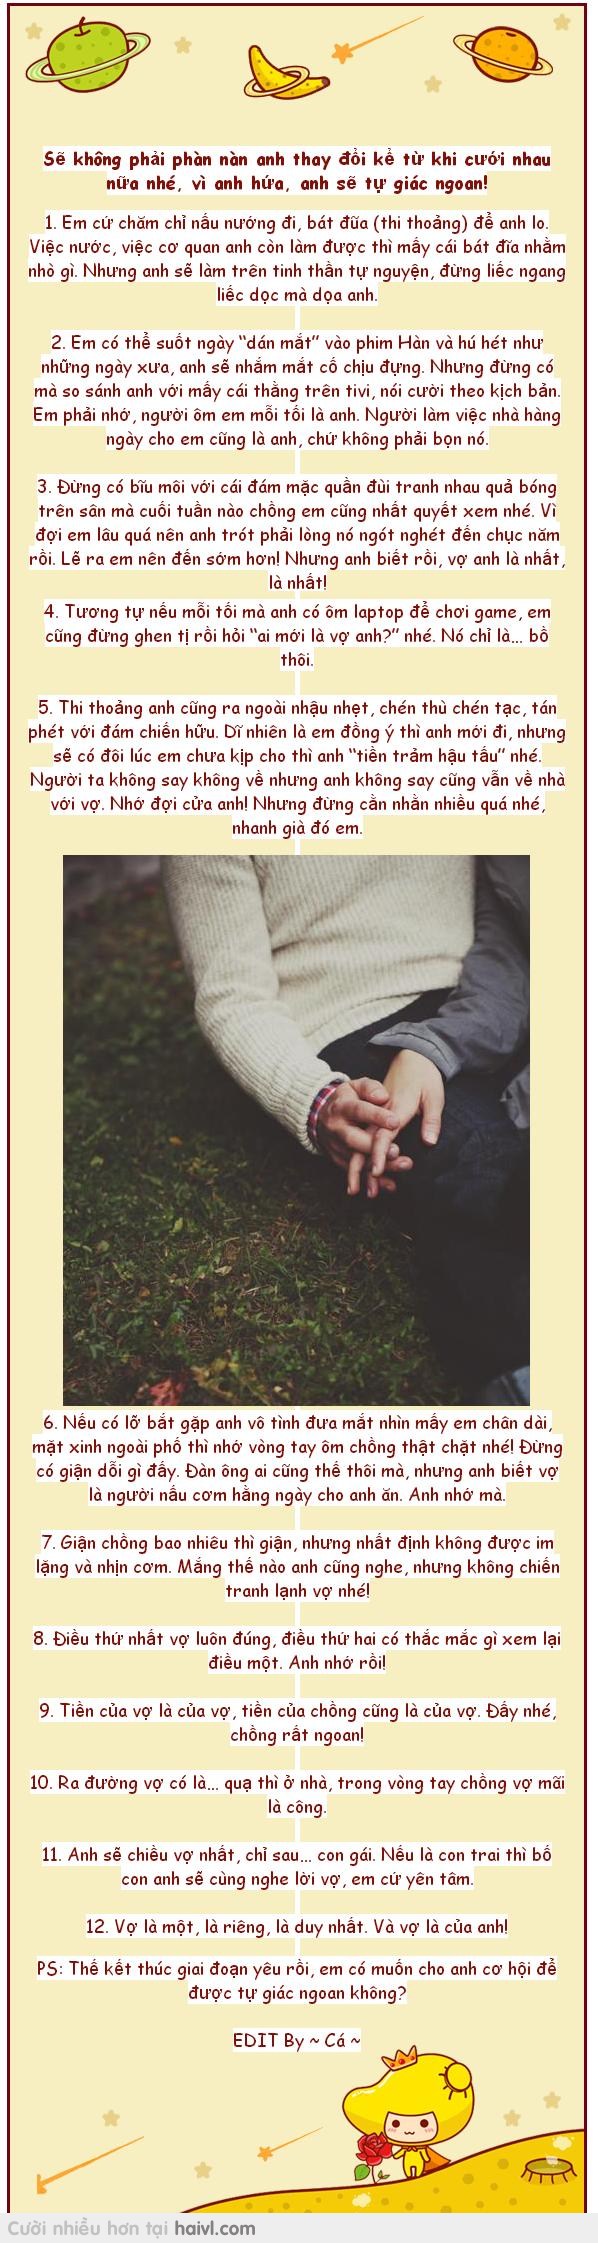 Sẽ không phải phàn nàn anh thay đổi kể từ khi cưới nhau
nữa nhé, vì anh hứa, anh sẽ tự giác ngoan!
1. Em cứ chăm chỉ nấu nướng đi, bát đũa (thi thoảng) để anh lo.
Việc nước, việc cơ quan anh còn làm được thì mấy cái bát đĩa nhằm
nhò gì. Nhưng anh sẽ làm trên tinh thần tự nguyện, đừng liếc ngang
liếc dọc mà dọa anh.
2. Em có thể suốt ngày “dán mắt” vào phim Hàn và hú hét như
những ngày xưa, anh sẽ nhắm mắt cố chịu đựng. Nhưng đừng có
mà so sánh anh với mấy cái thằng trên tivi, nói cười theo kịch bản.
Em phải nhớ, người ôm em mỗi tối là anh. Người làm việc nhà hàng
ngày cho em cũng là anh, chứ không phải bọn nó.
3. Đừng có bĩu môi với cái đám mặc quần đùi tranh nhau quả bóng
trên sân mà cuối tuần nào chồng em cũng nhất quyết xem nhé. Vì
đợi em lâu quá nên anh trót phải lòng nó ngót nghét đến chục năm
rồi. Lẽ ra em nên đến sớm hơn! Nhưng anh biết rồi, vợ anh là nhất,
là nhất!
4. Tương tự nếu mỗi tối mà anh có ôm laptop để chơi game, em
cũng đừng ghen tị rồi hỏi “ai mới là vợ anh?” nhé. Nó chỉ là... bồ
thôi.
5. Thi thoảng anh cũng ra ngoài nhậu nhẹt, chén thù chén tạc, tán
phét với đám chiến hữu. Dĩ nhiên là em đồng ý thì anh mới đi, nhưng
sẽ có đôi lúc em chưa kịp cho thì anh “tiền trảm hậu tấu” nhé.
Người ta không say không về nhưng anh không say cũng vẫn về nhà
với vợ. Nhớ đợi cửa anh! Nhưng đừng cằn nhằn nhiều quá nhé,
nhanh già đó em.
6. Nếu có lỡ bắt gặp anh vô tình đưa mắt nhìn mấy em chân dài,
mặt xinh ngoài phố thì nhớ vòng tay ôm chồng thật chặt nhé! Đừng
có giận dỗi gì đấy. Đàn ông ai cũng thế thôi mà, nhưng anh biết vợ
là người nấu cơm hằng ngày cho anh ăn. Anh nhớ mà.
7. Giận chồng bao nhiêu thì giận, nhưng nhất định không được im
lặng và nhịn cơm. Mắng thế nào anh cũng nghe, nhưng không chiến
tranh lạnh vợ nhé!
8. Điều thứ nhất vợ luôn đúng, điều thứ hai có thắc mắc gì xem lại
điều một. Anh nhớ rồi!
9. Tiền của vợ là của vợ, tiền của chồng cũng là của vợ. Đấy nhé,
chồng rất ngoan!
10. Ra đường vợ có là... quạ thì ở nhà, trong vòng tay chồng vợ mãi
là công.
11. Anh sẽ chiều vợ nhất, chỉ sau... con gái. Nếu là con trai thì bố
con anh sẽ cùng nghe lời vợ, em cứ yên tâm.
12. Vợ là một, là riêng, là duy nhất. Và vợ là của anh!
PS: Thế kết thúc giai đoạn yêu rồi, em có muốn cho anh cơ hội để
được tự giác ngoan không?
EDIT By ~ Cá ~
Cười nhiều hơn tại haivl.com